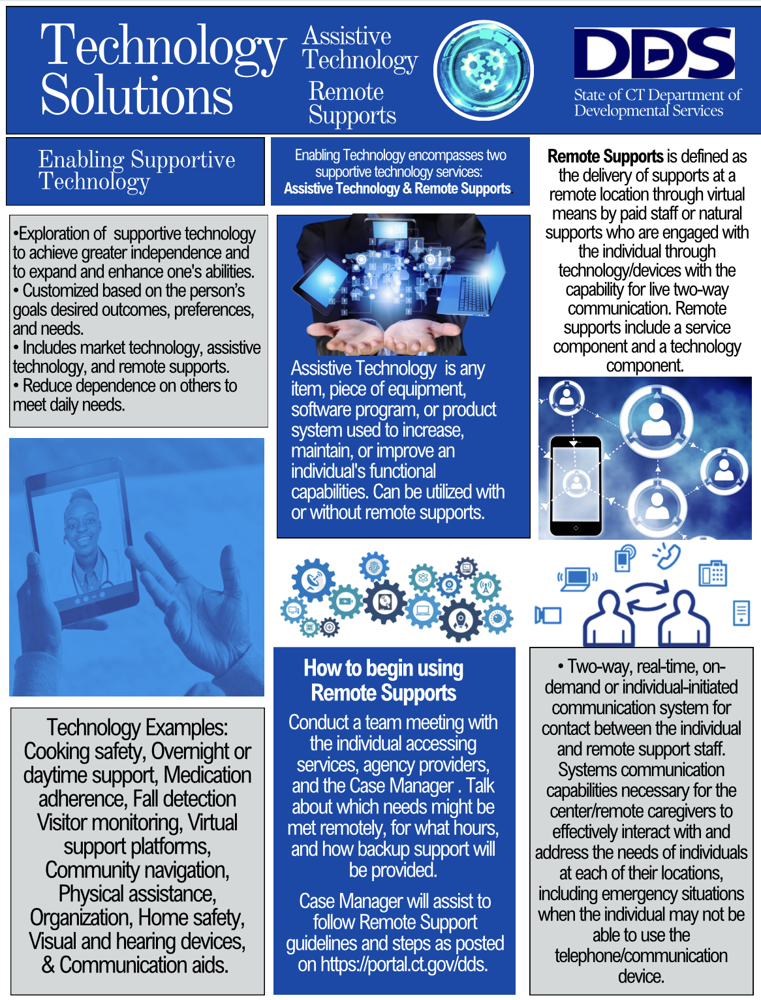 Technology
Solutions
Assistive
Technology
Remote
Supports
DDS
State of CT Department of
Developmental Services
Enabling Supportive
Technology
•Exploration of supportive technology
to achieve greater independence and
to expand and enhance one's abilities.
• Customized based on the person’s
goals desired outcomes, preferences,
and needs.
• Includes market technology, assistive
technology, and remote supports.
• Reduce dependence on others to
meet daily needs.
Technology Examples:
Cooking safety, Overnight or
daytime support, Medication
adherence, Fall detection
Visitor monitoring, Virtual
support platforms,
Community navigation,
Physical assistance,
Organization, Home safety,
Visual and hearing devices,
& Communication aids.
Enabling Technology encompasses two
supportive technology services:
Assistive Technology & Remote Supports.
Assistive Technology is any
item, piece of equipment,
software program, or product
system used to increase,
maintain, or improve an
individual's functional
capabilities. Can be utilized with
or without remote supports.
How to begin using
Remote Supports
Conduct a team meeting with
the individual accessing
services, agency providers,
and the Case Manager . Talk
about which needs might be
met remotely, for what hours,
and how backup support will
be provided.
Case Manager will assist to
follow Remote Support
guidelines and steps as posted
on https://portal.ct.gov/dds.
Remote Supports is defined as
the delivery of supports at a
remote location through virtual
means by paid staff or natural
supports who are engaged with
the individual through
technology/devices with the
capability for live two-way
communication. Remote
supports include a service
component and a technology
component.
• Two-way, real-time, on-
demand or individual-initiated
communication system for
contact between the individual
and remote support staff.
Systems communication
capabilities necessary for the
center/remote caregivers to
effectively interact with and
address the needs of individuals
at each of their locations,
including emergency situations
when the individual may not be
able to use the
telephone/communication
device.